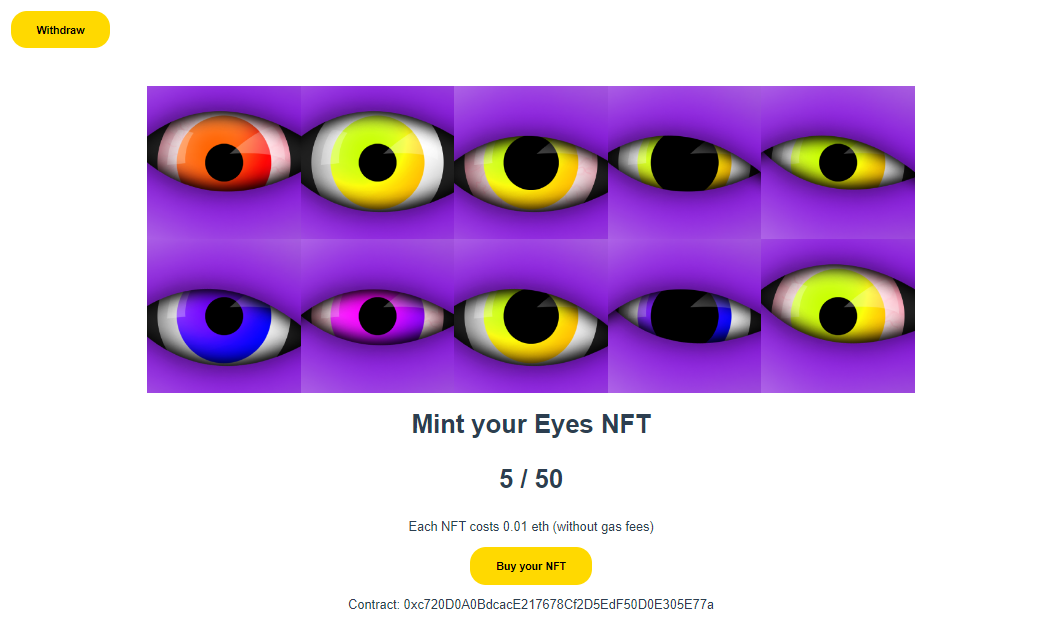 Withdraw
Mint your Eyes NFT
5 / 50
Each NFT costs 0.01 eth (without gas fees)
Buy your NFT
Contract: 0xc720D0A0BdcacE217678Cf2D5EdF50D0E305E77a